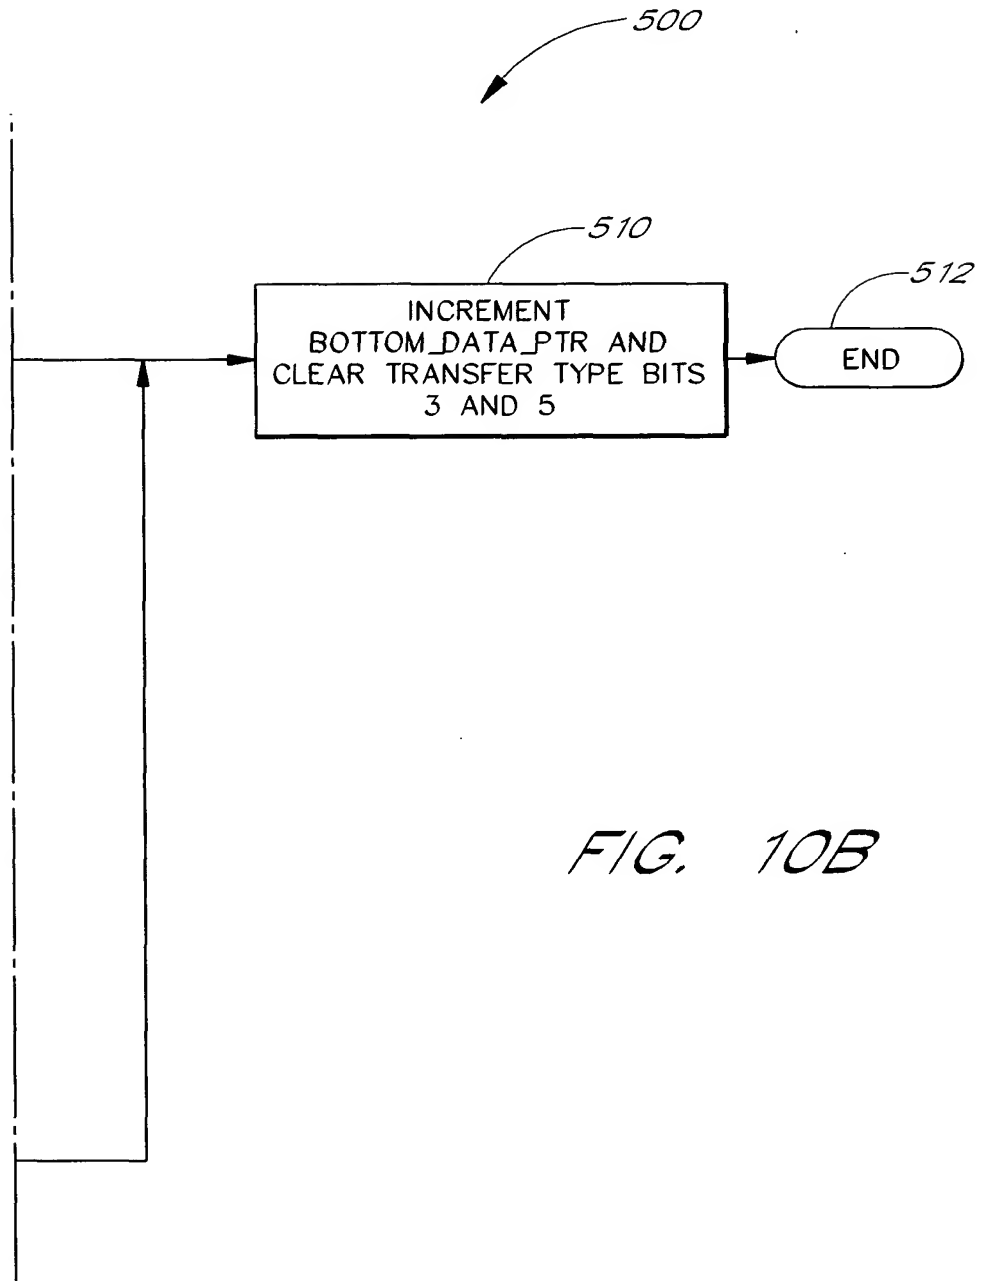 500
510
INCREMENT
BOTTOM_DATA_PTR AND
CLEAR TRANSFER TYPE BITS
3 AND 5
512
END
FIG. 10B